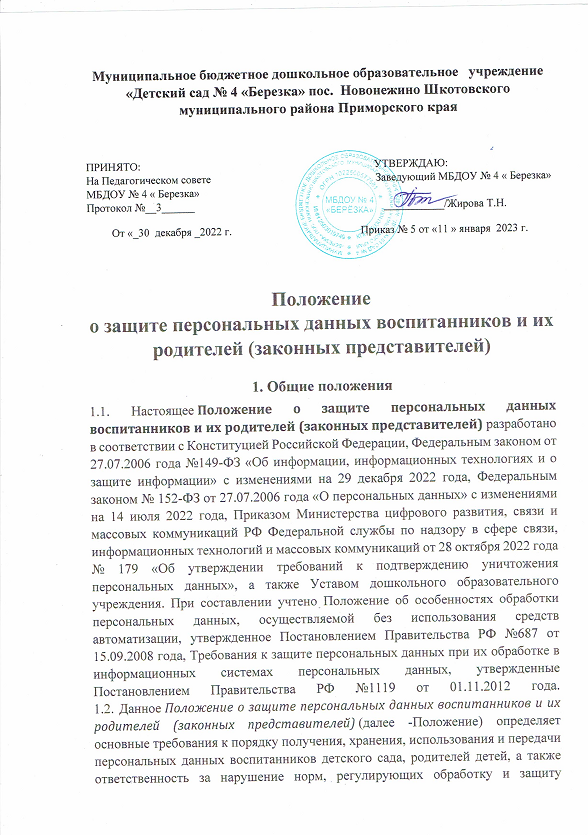 Муниципальное бюджетное дошкольное образовательное учреждение
«Детский сад № 4 «Березка» пос. Новонежино Шкотовского
муниципального района Приморского края
ПРИНЯТО:
На Педагогическом совете
МБДОУ № 4 « Березка»
Протокол №__3______
От «_30 декабря _2022 г.
МБДОУ № 4
«БЕРЕЗКА»
УТВЕРЖДАЮ:
Заведующий МБДОУ № 4 « Березка»
____________/Жирова Т.Н.
Приказ № 5 от «11 » января 2023 г.
Положение
о защите персональных данных воспитанников и их
родителей (законных представителей)
1. Общие положения
1.1. Настоящее Положение о защите персональных данных
воспитанников и их родителей (законных представителей) разработано
в соответствии с Конституцией Российской Федерации, Федеральным законом от
27.07.2006 года №149-ФЗ «Об информации, информационных технологиях и о
защите информации» с изменениями на 29 декабря 2022 года, Федеральным
законом № 152-ФЗ от 27.07.2006 года «О персональных данных» с изменениями
на 14 июля 2022 года, Приказом Министерства цифрового развития, связи и
массовых коммуникаций РФ Федеральной службы по надзору в сфере связи,
информационных технологий и массовых коммуникаций от 28 октября 2022 года
№ 179 «Об утверждении требований к подтверждению уничтожения
персональных данных», а также Уставом дошкольного образовательного
учреждения. При составлении учтено Положение об особенностях обработки
персональных данных, осуществляемой без использования средств
автоматизации, утвержденное Постановлением Правительства РФ №687 от
15.09.2008 года, Требования к защите персональных данных при их обработке в
информационных системах персональных данных, утвержденные
Постановлением Правительства РФ №1119 от 01.11.2012 года.
1.2. Данное Положение о защите персональных данных воспитанников и их
родителей (законных представителей) (далее -Положение) определяет
основные требования к порядку получения, хранения, использования и передачи
персональных данных воспитанников детского сада, родителей детей, а также
ответственность за нарушение норм, регулирующих обработку и защиту